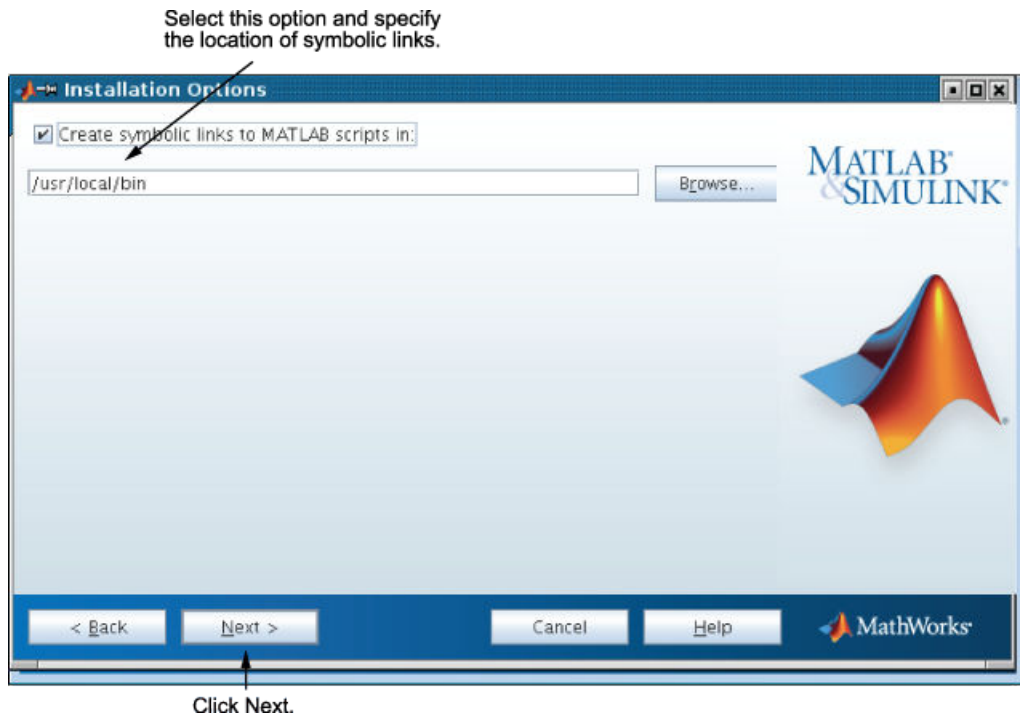 Select this option and specify
the location of symbolic links.
Installation Options
Create symbolic links to MATLAB scripts in:
/usr/local/bin
Browse...
MATLAB®
&SIMULINK®
< Back
Next >
Cancel
Help
MathWorks®
Click Next.